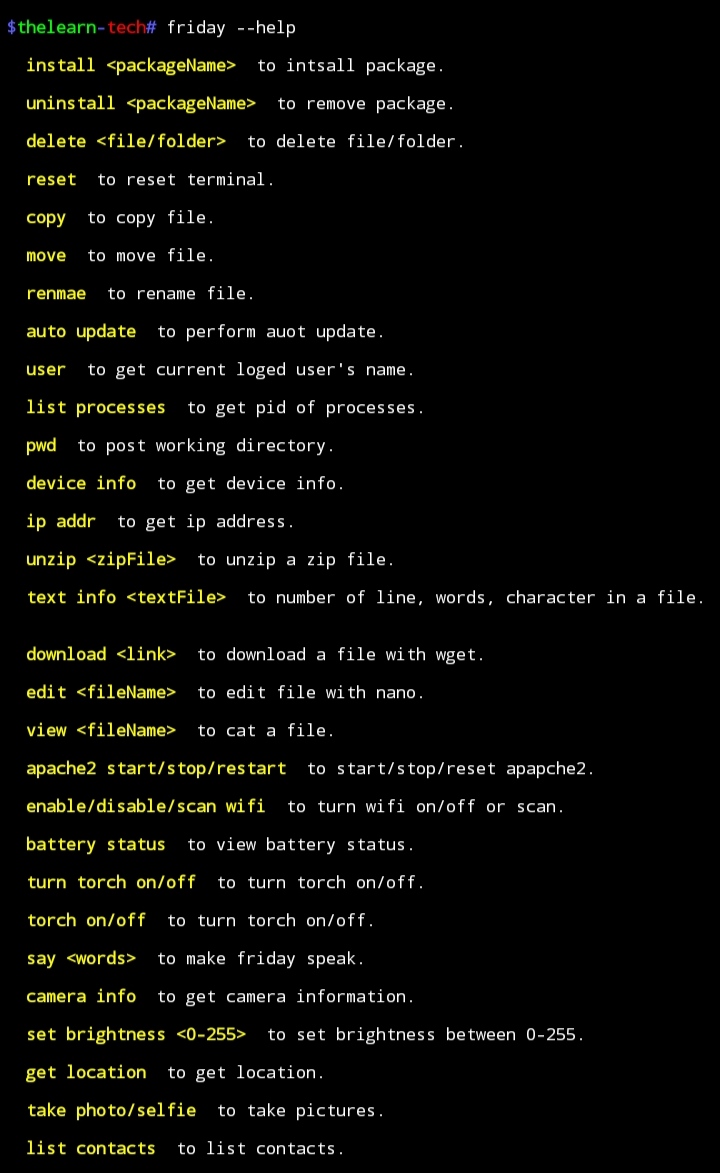 $thelearn-tech# friday --help
install <packageName>  to intsall package.
uninstall <packageName>  to remove package.
delete <file/folder>  to delete file/folder.
reset  to reset terminal.
copy  to copy file.
move  to move file.
renmae  to rename file.
auto update  to perform auot update.
user  to get current loged user's name.
list processes  to get pid of processes.
pwd  to post working directory.
device info  to get device info.
ip addr  to get ip address.
unzip <zipFile>  to unzip a zip file.
text info <textFile>  to number of line, words, character in a file.
download <link>  to download a file with wget.
edit <fileName>  to edit file with nano.
view <fileName>  to cat a file.
apache2 start/stop/restart  to start/stop/reset apapche2.
enable/disable/scan wifi  to turn wifi on/off or scan.
battery status  to view battery status.
turn torch on/off  to turn torch on/off.
torch on/off  to turn torch on/off.
say <words>  to make friday speak.
camera info  to get camera information.
set brightness <0-255>  to set brightness between 0-255.
get location  to get location.
take photo/selfie  to take pictures.
list contacts  to list contacts.